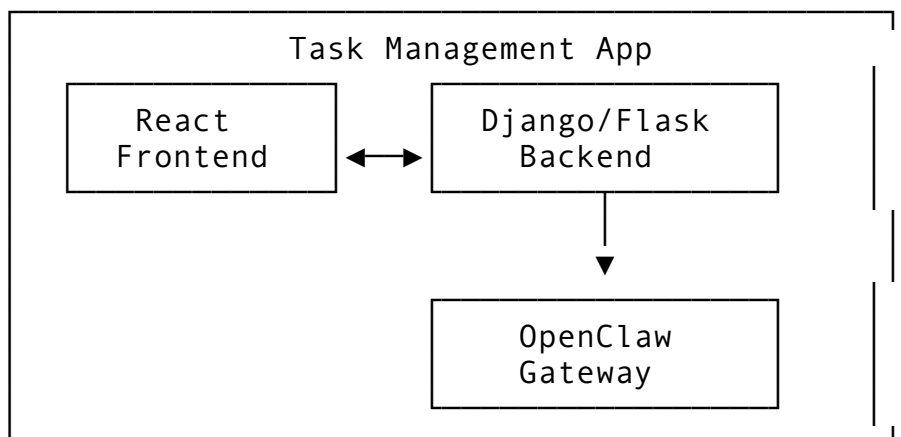 Task Management App
React
Frontend
Django/Flask
Backend
OpenClaw
Gateway